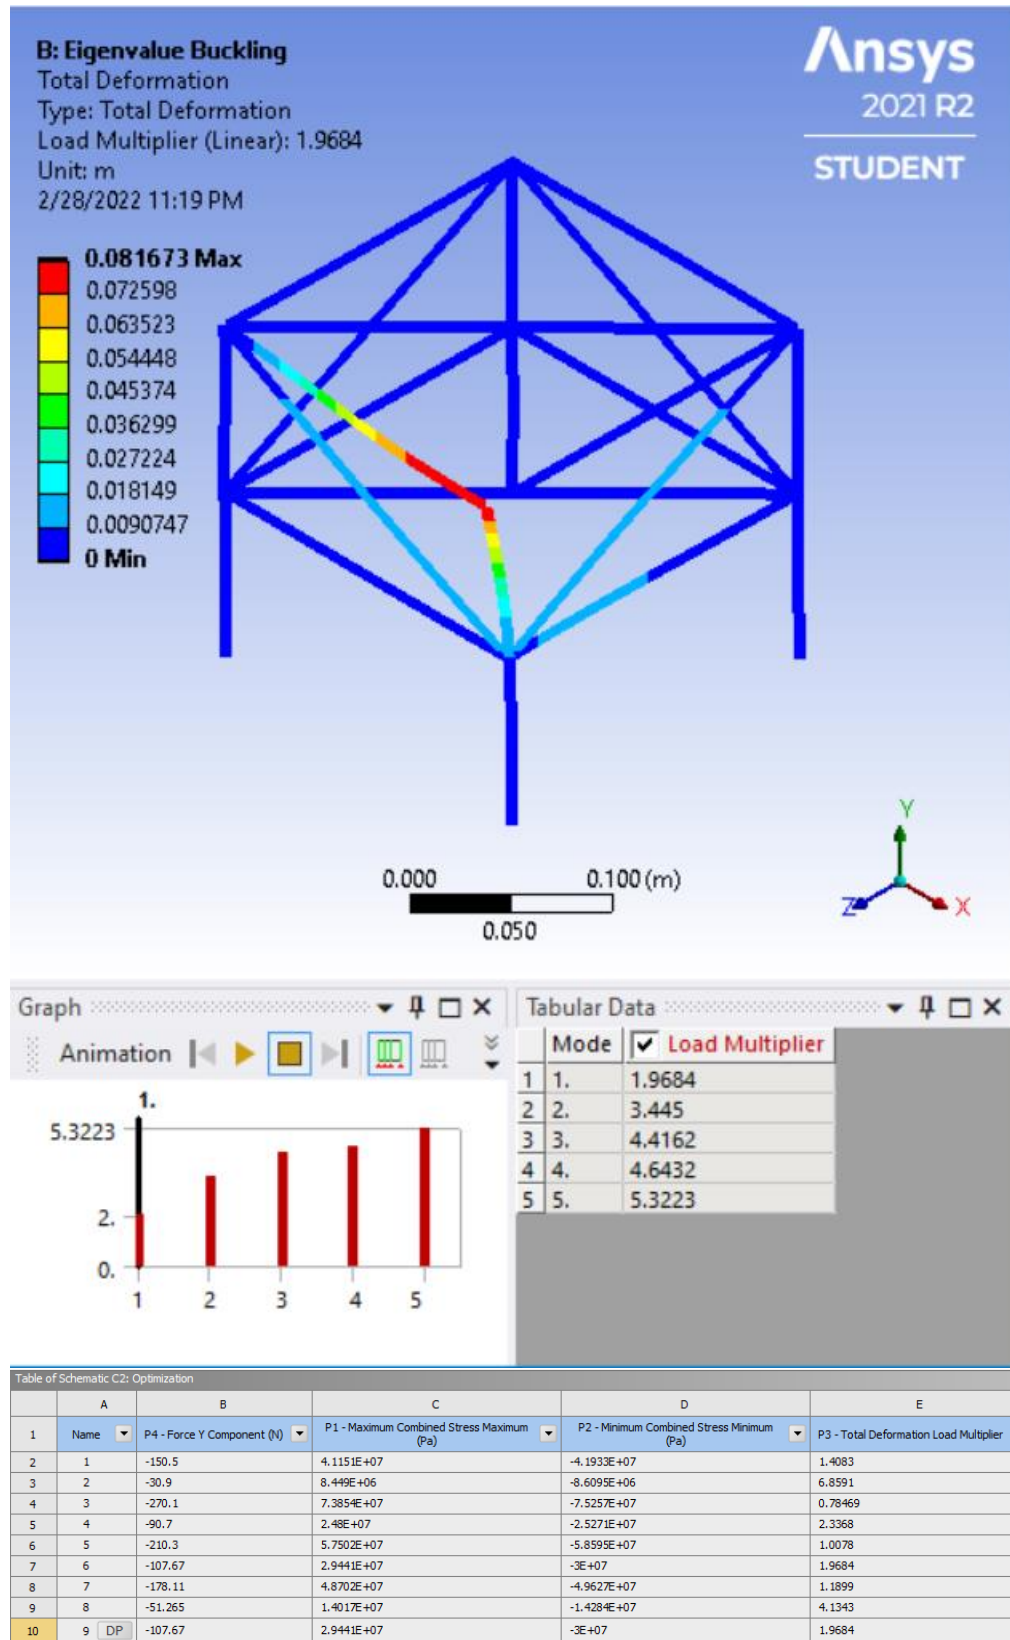 B: Eigenvalue Buckling
Total Deformation
Type: Total Deformation
Load Multiplier (Linear): 1.9684
Unit: m
2/28/2022 11:19 PM
Ansys
2021 R2
STUDENT
0.081673 Max
0.072598
0.063523
0.054448
0.045374
0.036299
0.027224
0.018149
0.0090747
0 Min
0.000 0.100 (m)
0.050
Y
Z X
Graph
Animation
1.
5.3223
2.
0.
1 2 3 4 5
Tabular Data
Mode Load Multiplier
1 1. 1.9684
2 2. 3.445
3 3. 4.4162
4 4. 4.6432
5 5. 5.3223
Table of Schematic C2: Optimization
A B C D E
1 Name P4 - Force Y Component (N) P1 - Maximum Combined Stress Maximum (Pa) P2 - Minimum Combined Stress Minimum (Pa) P3 - Total Deformation Load Multiplier
2 1 -150.5 4.1151E+07 -4.1933E+07 1.4083
3 2 -30.9 8.449E+06 -8.6095E+06 6.8591
4 3 -270.1 7.3854E+07 -7.5257E+07 0.78469
5 4 -90.7 2.48E+07 -2.5271E+07 2.3368
6 5 -210.3 5.7502E+07 -5.8595E+07 1.0078
7 6 -107.67 2.9441E+07 -3E+07 1.9684
8 7 -178.11 4.8702E+07 -4.9627E+07 1.1899
9 8 -51.265 1.4017E+07 -1.4284E+07 4.1343
10 9 DP -107.67 2.9441E+07 -3E+07 1.9684